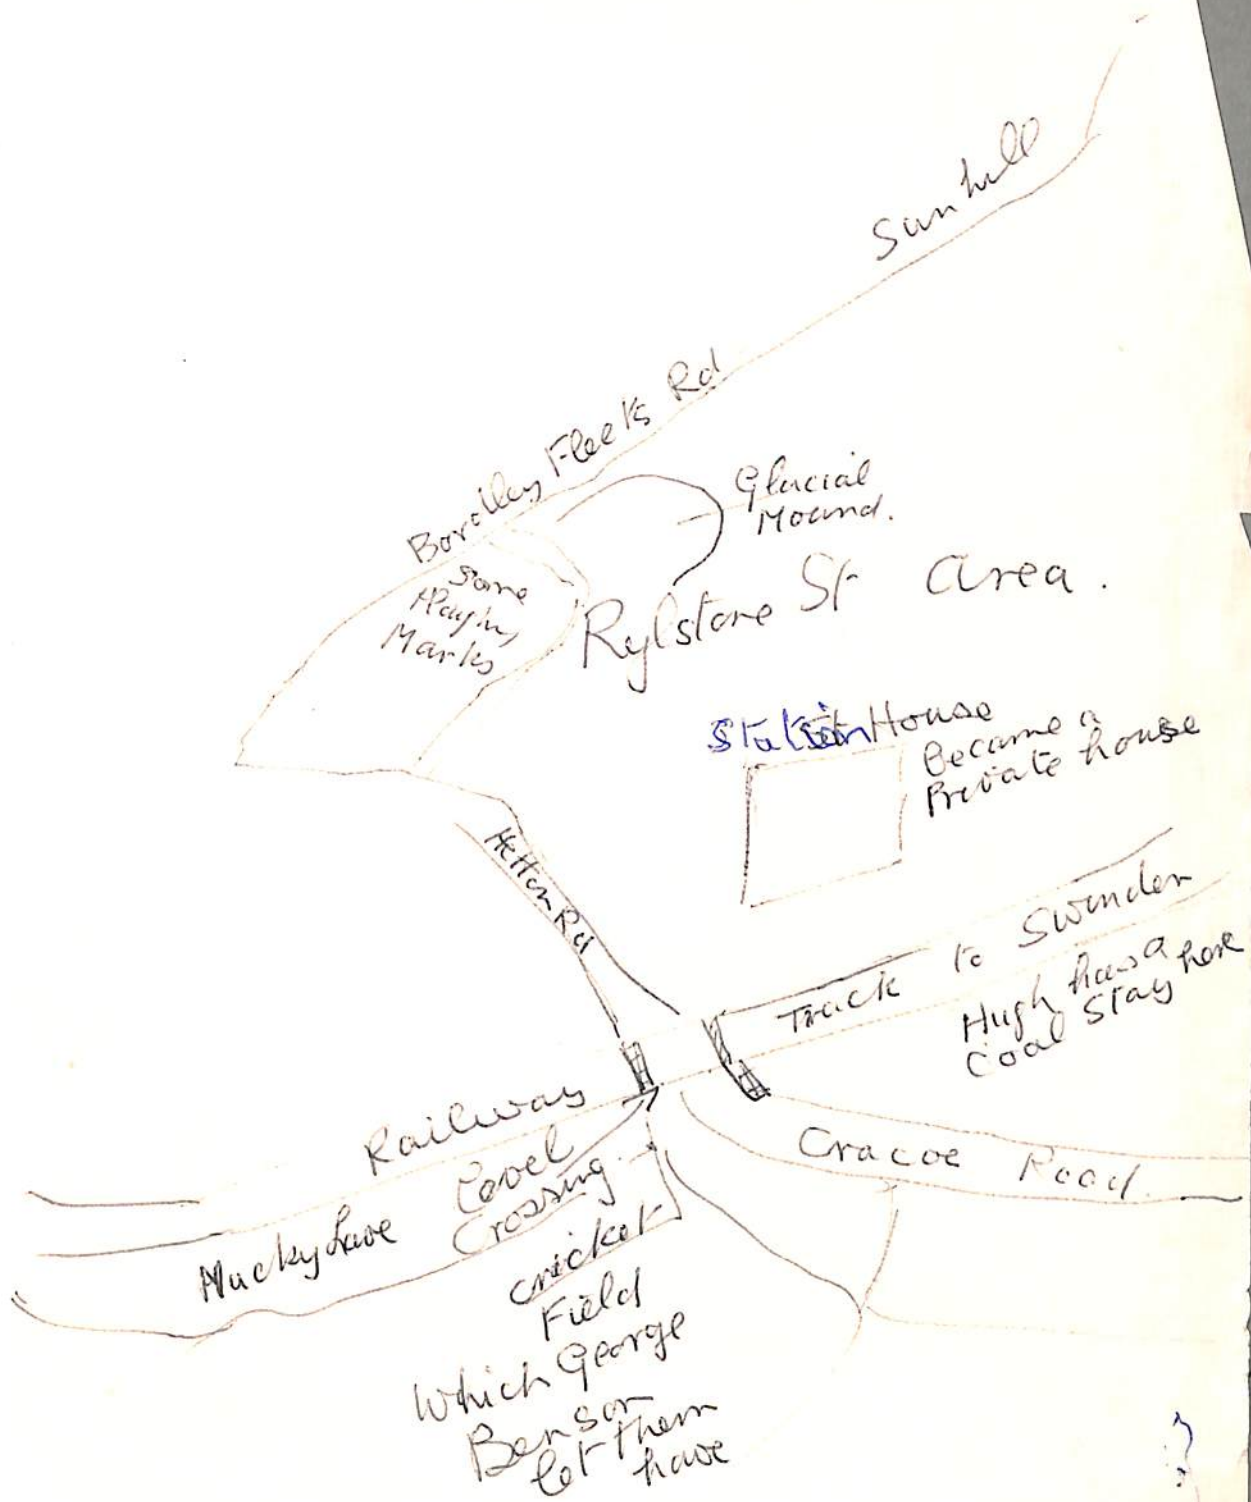 Sun hill
Bordley Fleets Rd
Glacial
Mound.
Some
Marks
Rylstone St Area.
Station House
Became a
Private house
Hetton Rd
Track to Swinden
Hugh has a
Coal Stay here
Railway
Level
Crossing.
Cracoe Road.
Mucky Lane
Cricket
Field
Which George
Benson
let them
have